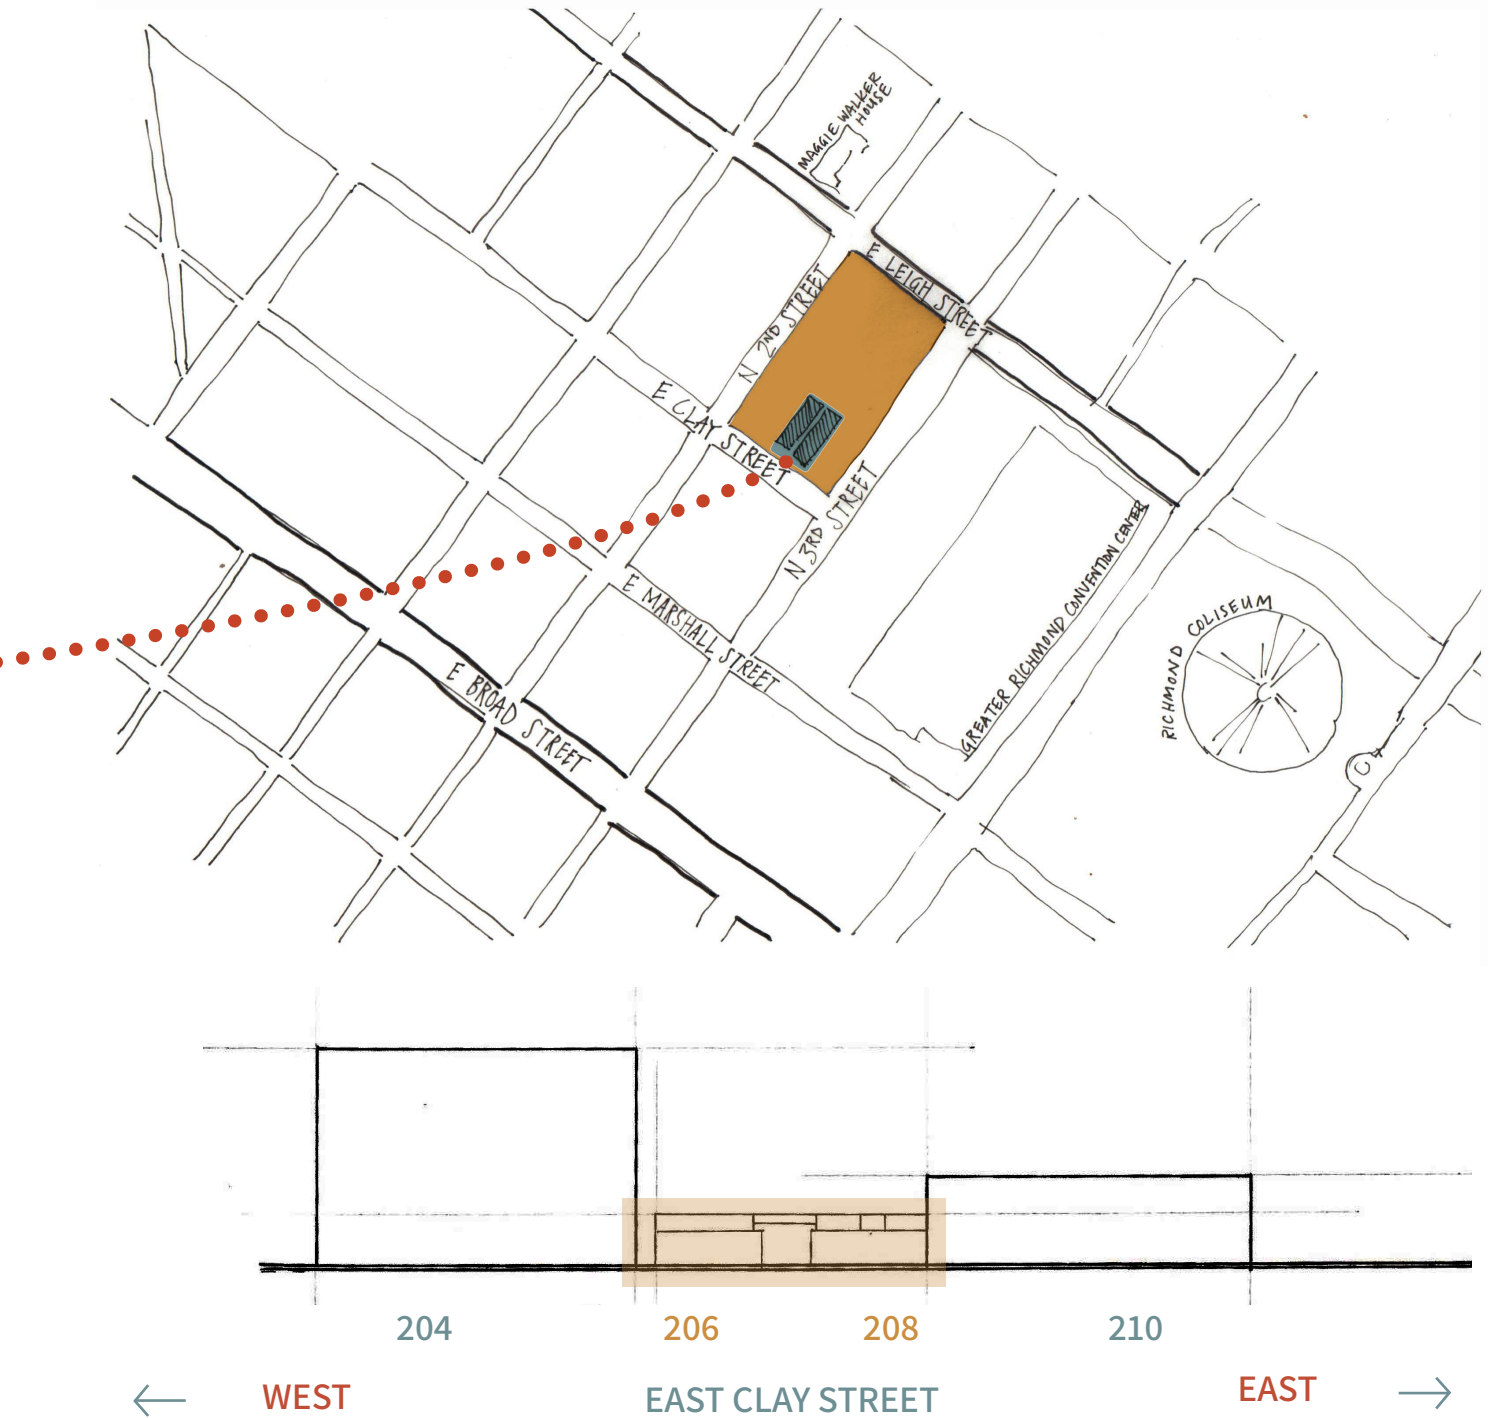 MAGGIE WALKER
HOUSE
E LEIGH STREET
N 2ND STREET
E CLAY STREET
N 3RD STREET
E MARSHALL STREET
GREATER RICHMOND CONVENTION CENTER
RICHMOND COLISEUM
E BROAD STREET
204 206 208 210
WEST EAST CLAY STREET EAST